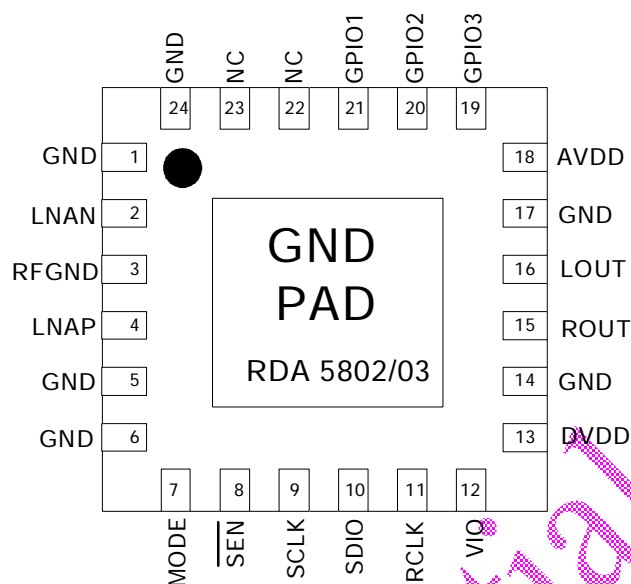 GND NC NC GPIO1 GPIO2 GPIO3
24 23 22 21 20 19
GND 1 18 AVDD
LNAN 2 17 GND
RFGND 3 16 LOUT
LNAP 4 15 ROUT
GND 5 14 GND
GND 6 13 DVDD
GND
PAD
RDA 5802/03
7 8 9 10 11 12
MODE SEN SCLK SDIO RCLK VIO